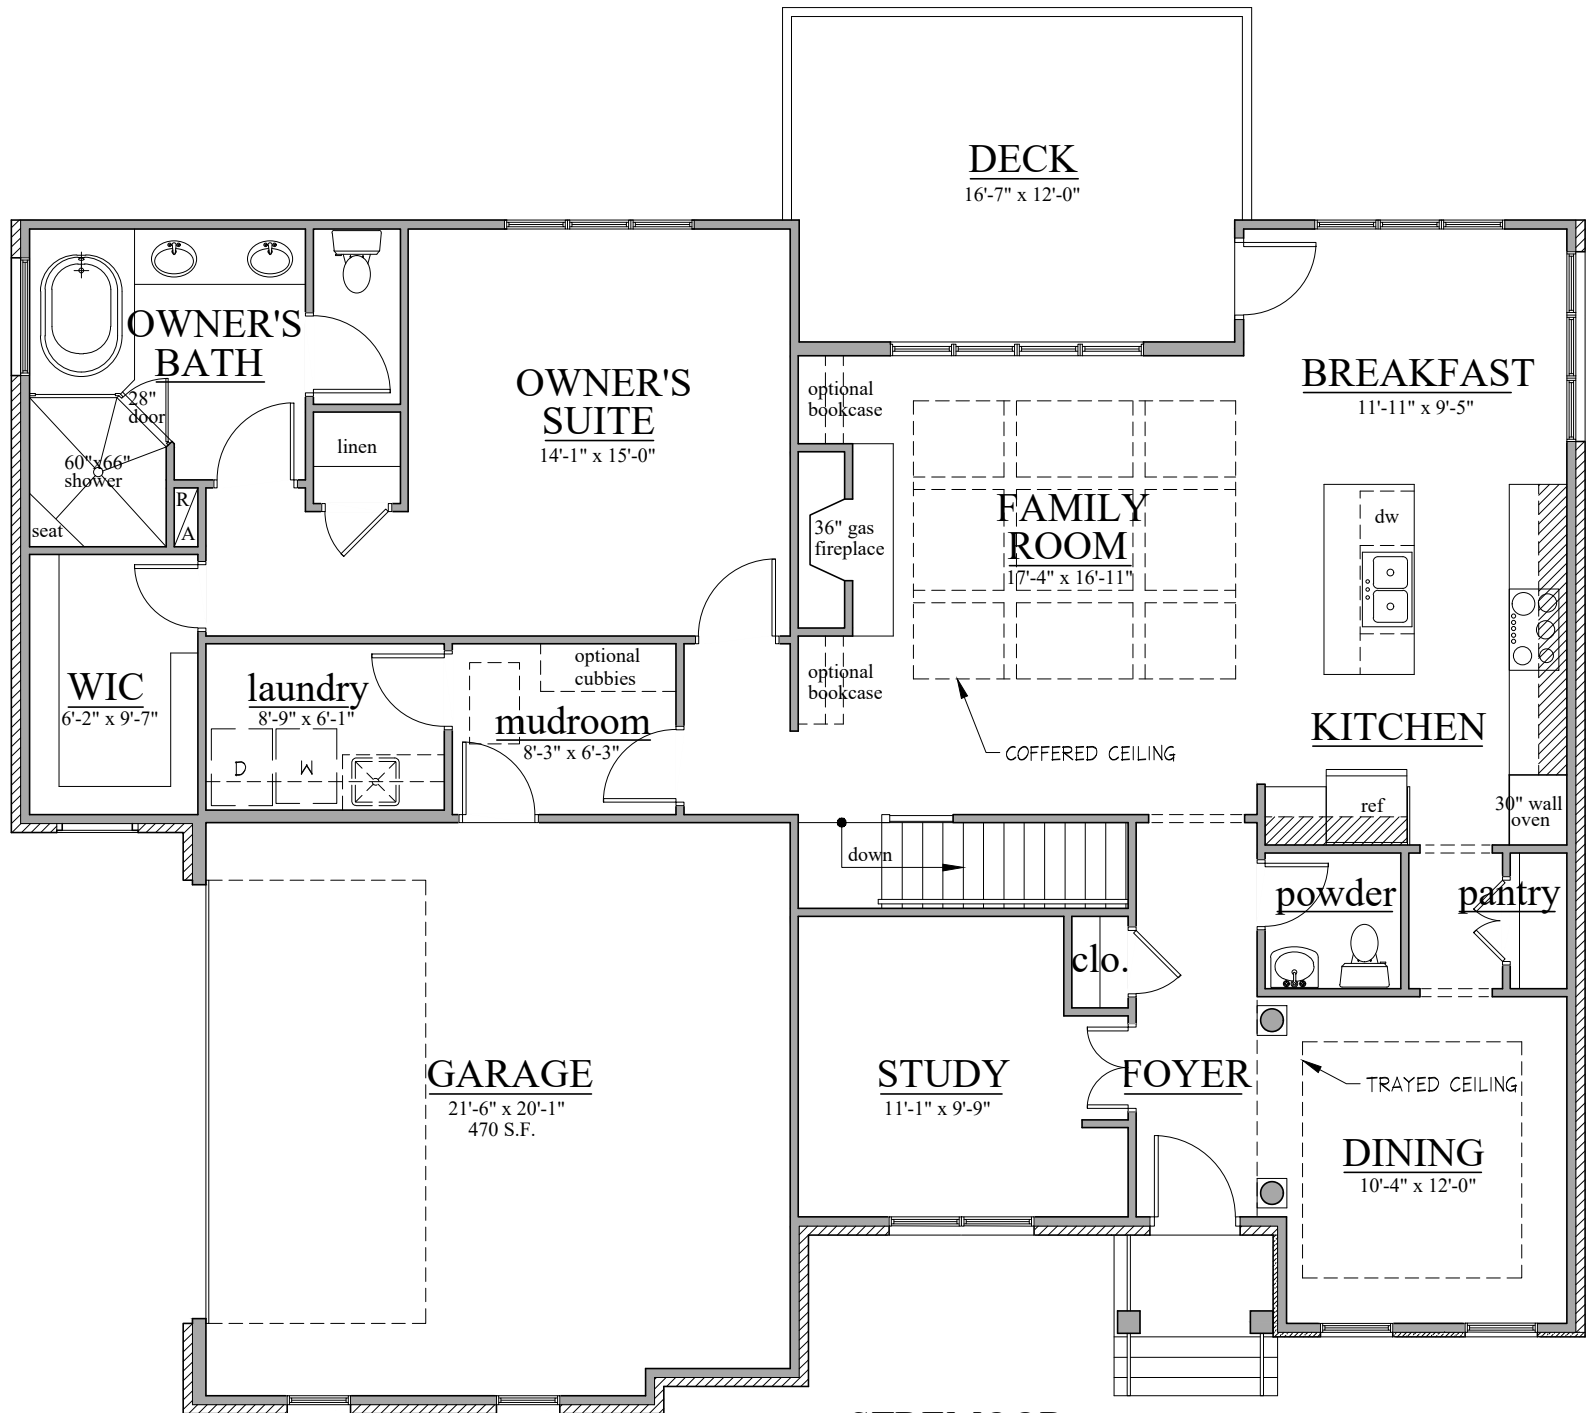 DECK
16'-7" x 12'-0"
OWNER'S
BATH
28"
door
60"x66"
shower
seat
R
A
linen
OWNER'S
SUITE
14'-1" x 15'-0"
optional
bookcase
36" gas
fireplace
optional
bookcase
FAMILY
ROOM
17'-4" x 16'-11"
COFFERED CEILING
BREAKFAST
11'-11" x 9'-5"
dw
KITCHEN
ref
30" wall
oven
WIC
6'-2" x 9'-7"
laundry
8'-9" x 6'-1"
D
W
optional
cubbies
mudroom
8'-3" x 6'-3"
down
powder
pantry
clo.
GARAGE
21'-6" x 20'-1"
470 S.F.
STUDY
11'-1" x 9'-9"
FOYER
TRAYED CEILING
DINING
10'-4" x 12'-0"